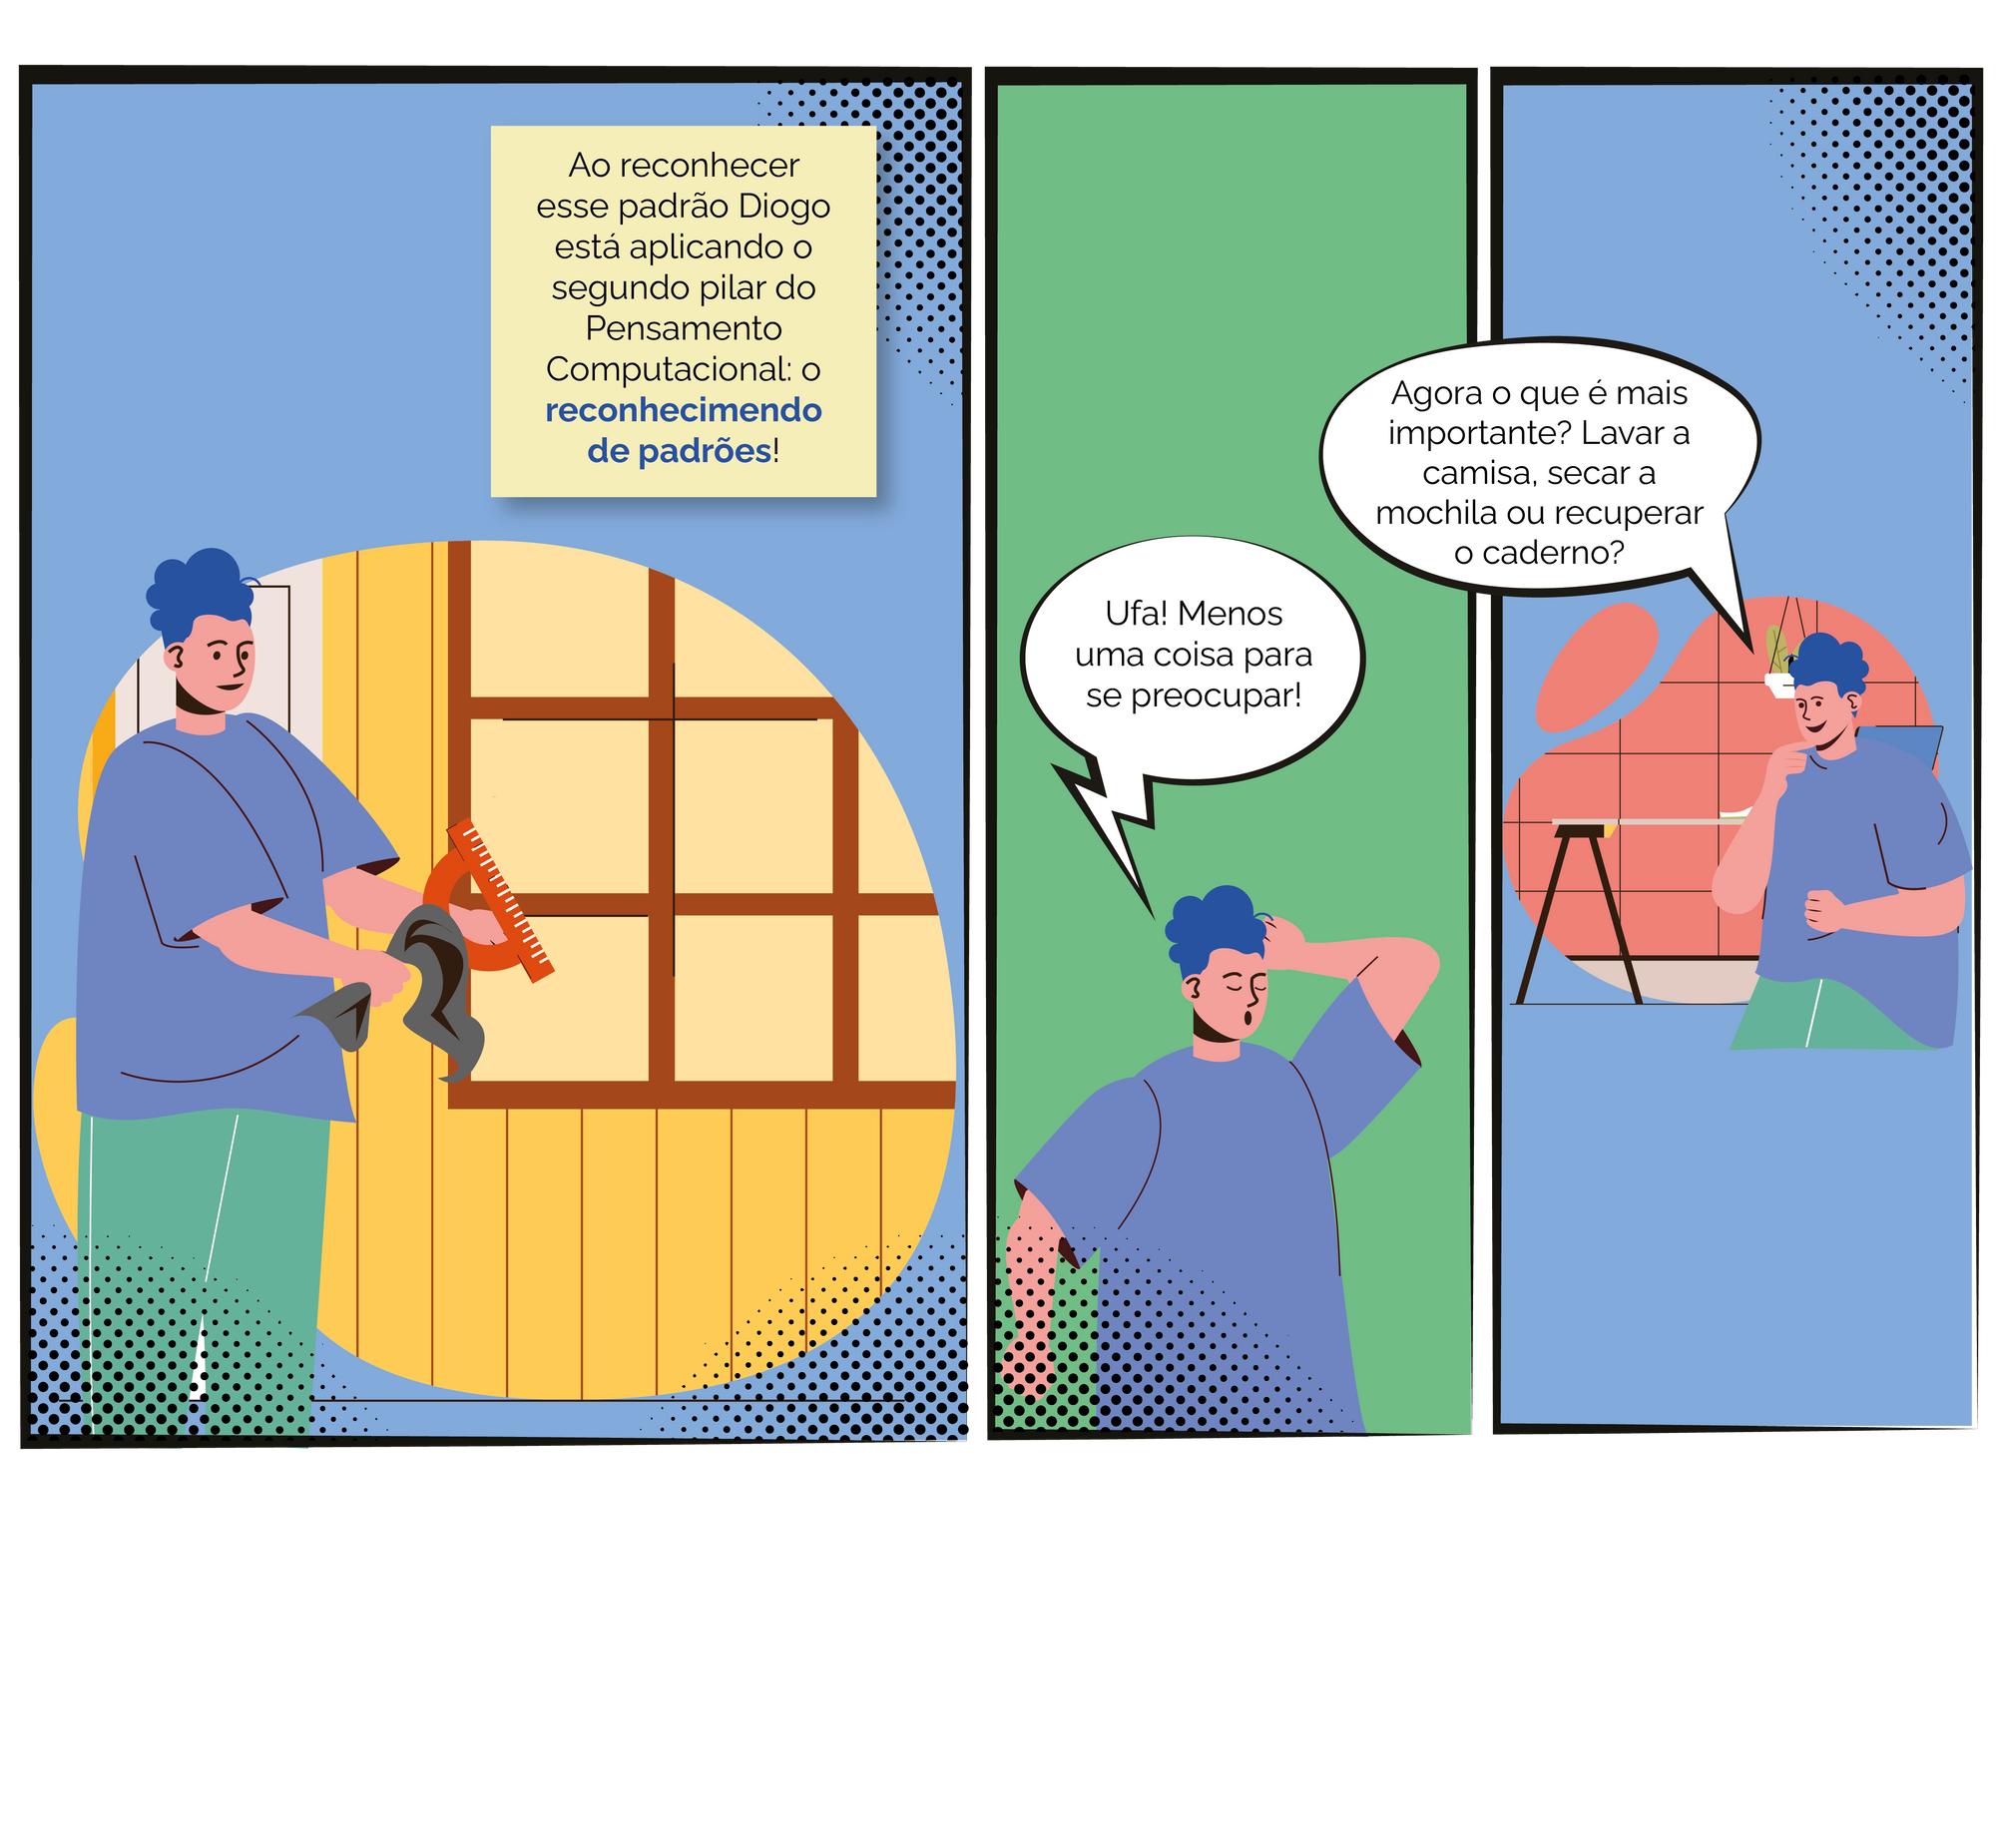 Ao reconhecer
esse padrão Diogo
está aplicando o
segundo pilar do
Pensamento
Computacional: o
reconhecimendo
de padrões!
Ufa! Menos
uma coisa para
se preocupar!
Agora o que é mais
importante? Lavar a
camisa, secar a
mochila ou recuperar
o caderno?